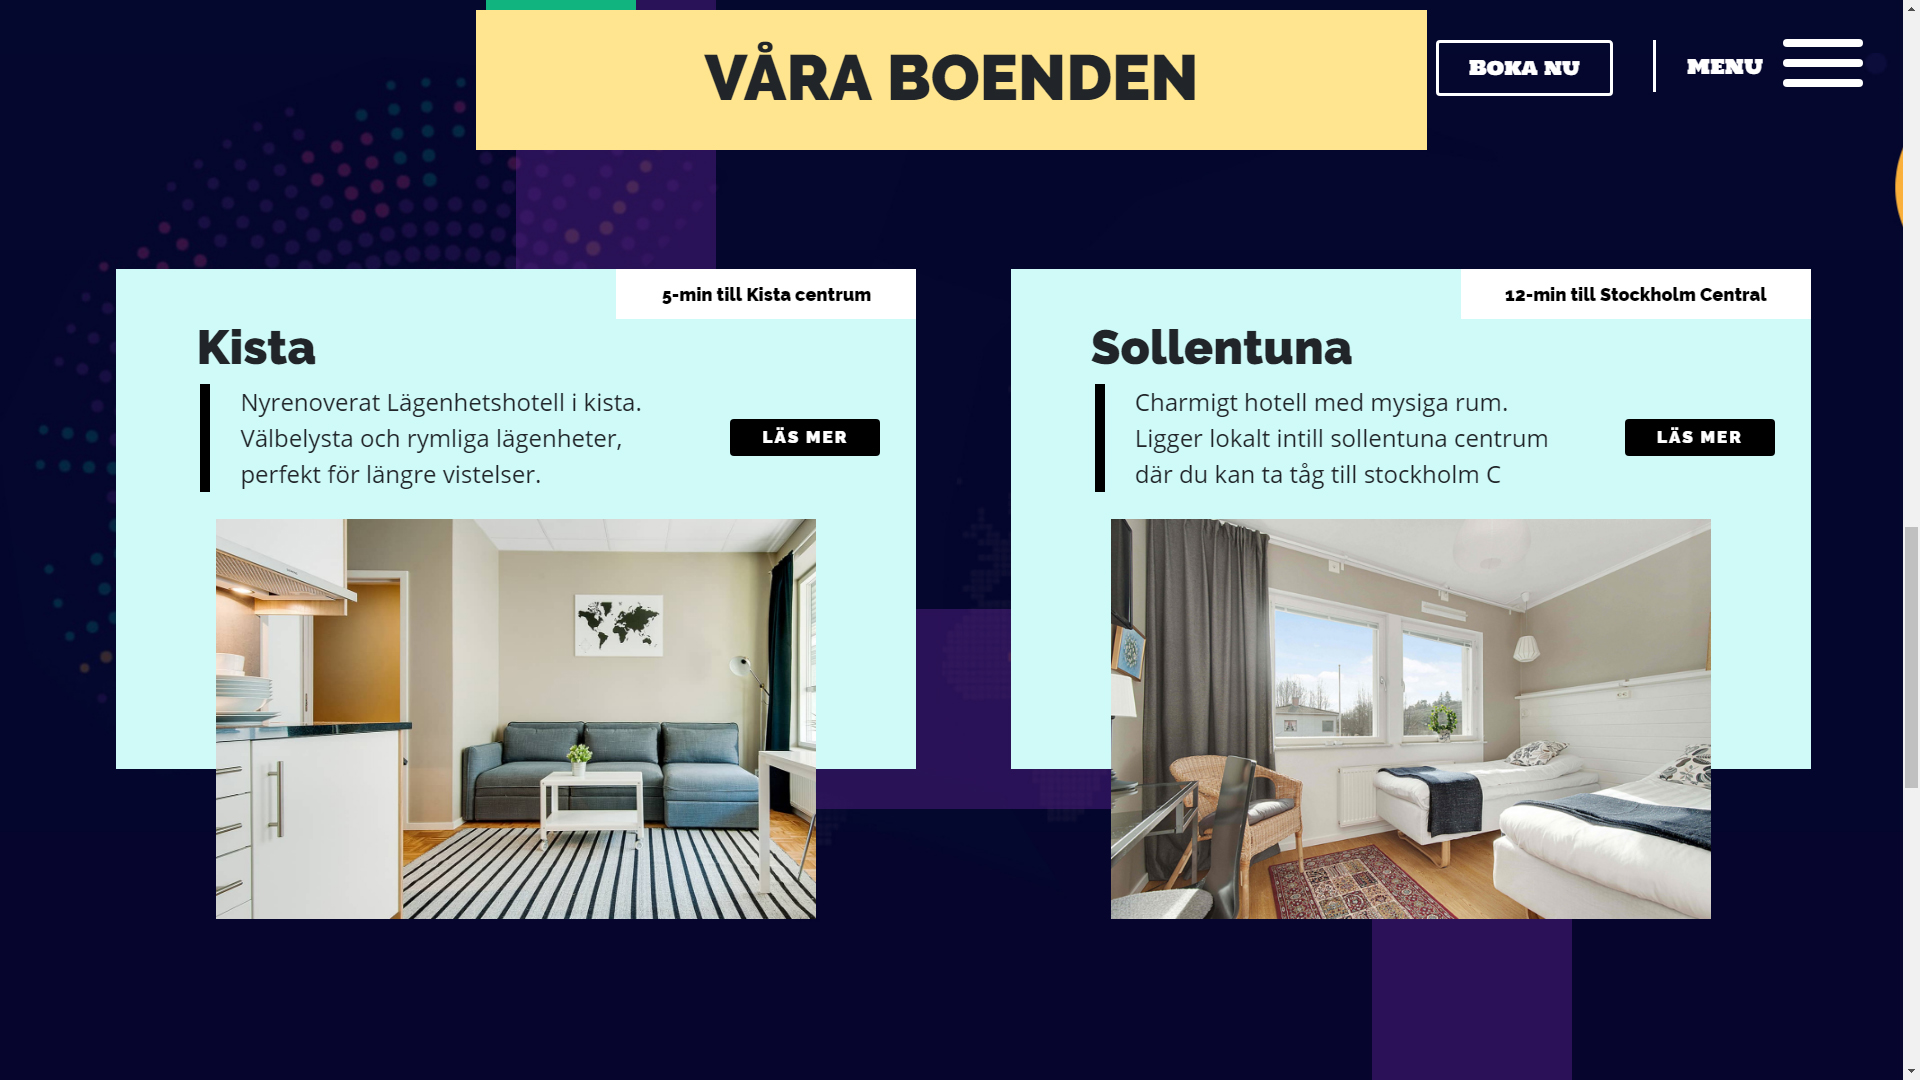 VÅRA BOENDEN
BOKA NU
MENU
5-min till Kista centrum
Kista
Nyrenoverat Lägenhetshotell i kista.
Välbelysta och rymliga lägenheter,
perfekt för längre vistelser.
LÄS MER
12-min till Stockholm Central
Sollentuna
Charmigt hotell med mysiga rum.
Ligger lokalt intill sollentuna centrum
där du kan ta tåg till stockholm C
LÄS MER